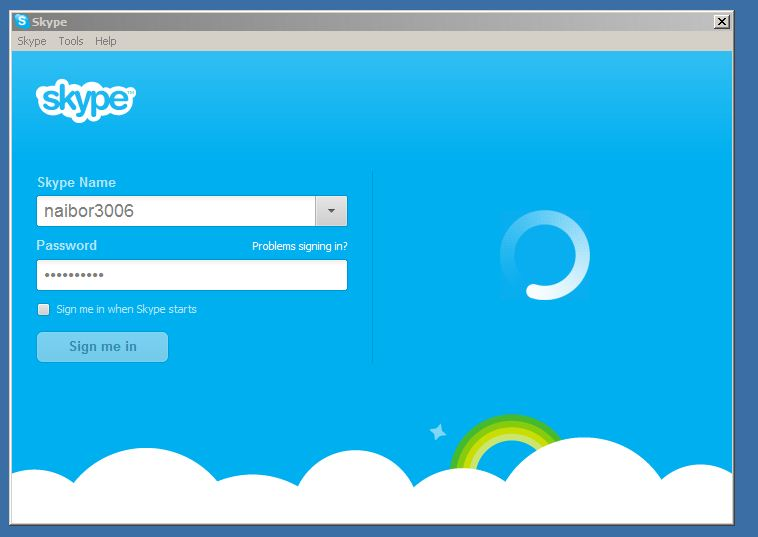 Skype
Skype Tools Help
skype™
Skype Name
naibor3006
Password Problems signing in?
••••••••••
Sign me in when Skype starts
Sign me in